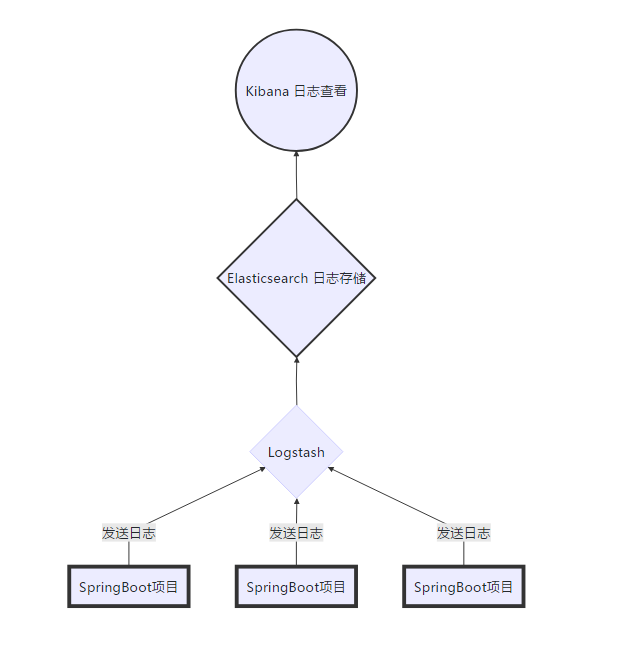 Kibana 日志查看
Elasticsearch 日志存储
Logstash
发送日志
发送日志
发送日志
SpringBoot项目
SpringBoot项目
SpringBoot项目